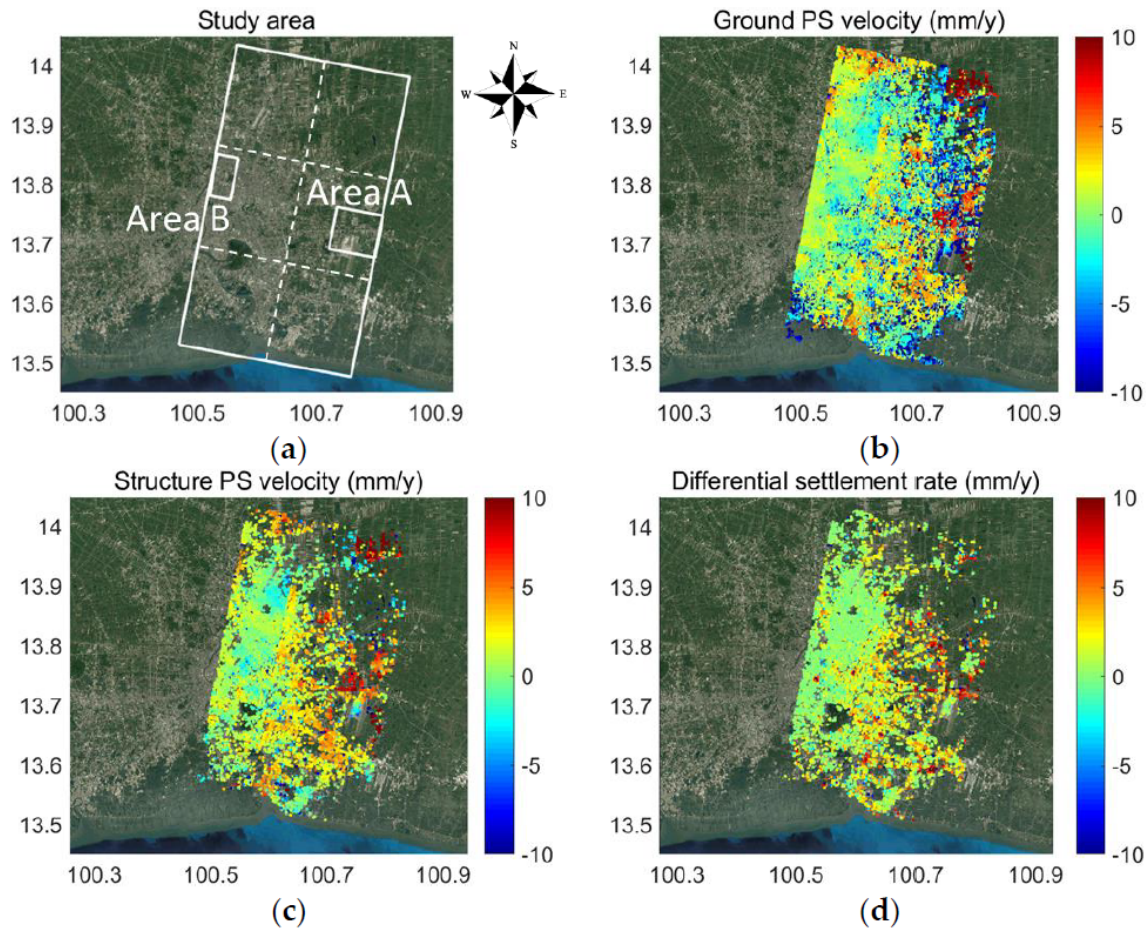 Study area
14
13.9
13.8
13.7
13.6
13.5
100.3 100.5 100.7 100.9
Area A
Area B
N
W E
S
(a)
Ground PS velocity (mm/y)
14
13.9
13.8
13.7
13.6
13.5
100.3 100.5 100.7 100.9
10
5
0
-5
-10
(b)
Structure PS velocity (mm/y)
14
13.9
13.8
13.7
13.6
13.5
100.3 100.5 100.7 100.9
10
5
0
-5
-10
(c)
Differential settlement rate (mm/y)
14
13.9
13.8
13.7
13.6
13.5
100.3 100.5 100.7 100.9
10
5
0
-5
-10
(d)